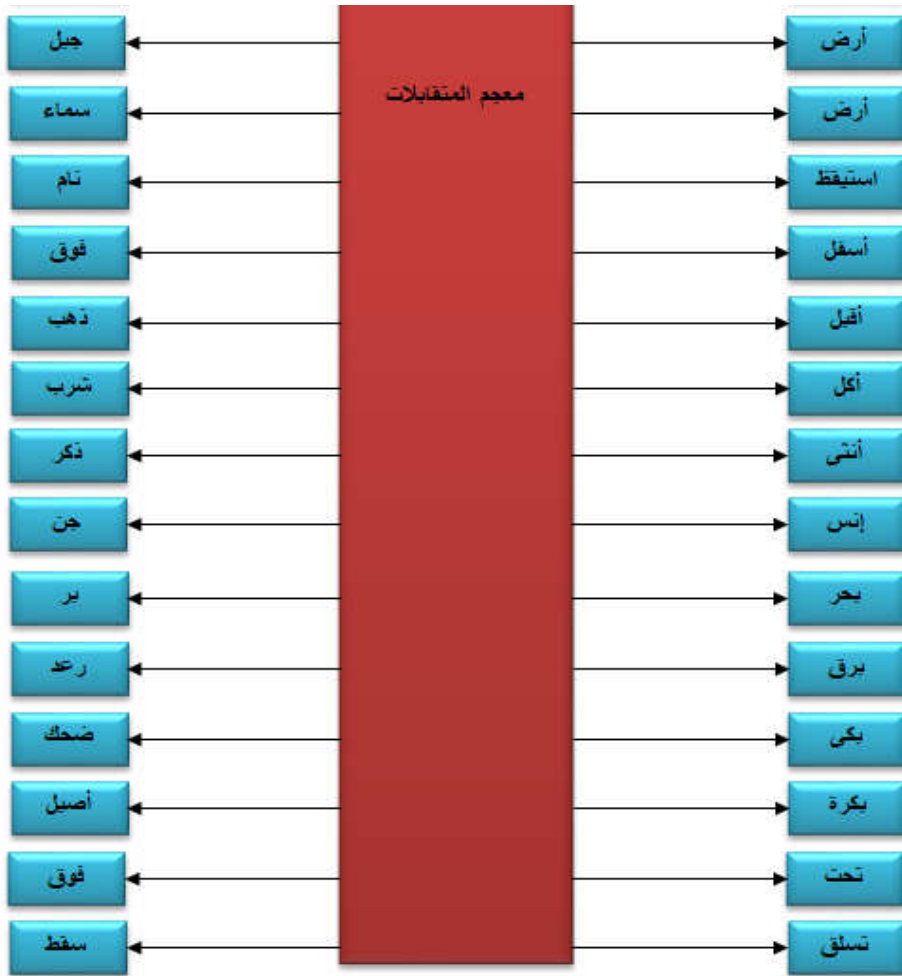 معجم المتقابلات
أرض جبل
أرض سماء
استيقظ نام
أسفل فوق
أقبل ذهب
أكل شرب
أنثى ذكر
إنس جن
بحر بر
برق رعد
بكى ضحك
بكرة أصيل
تحت فوق
تسلق سقط